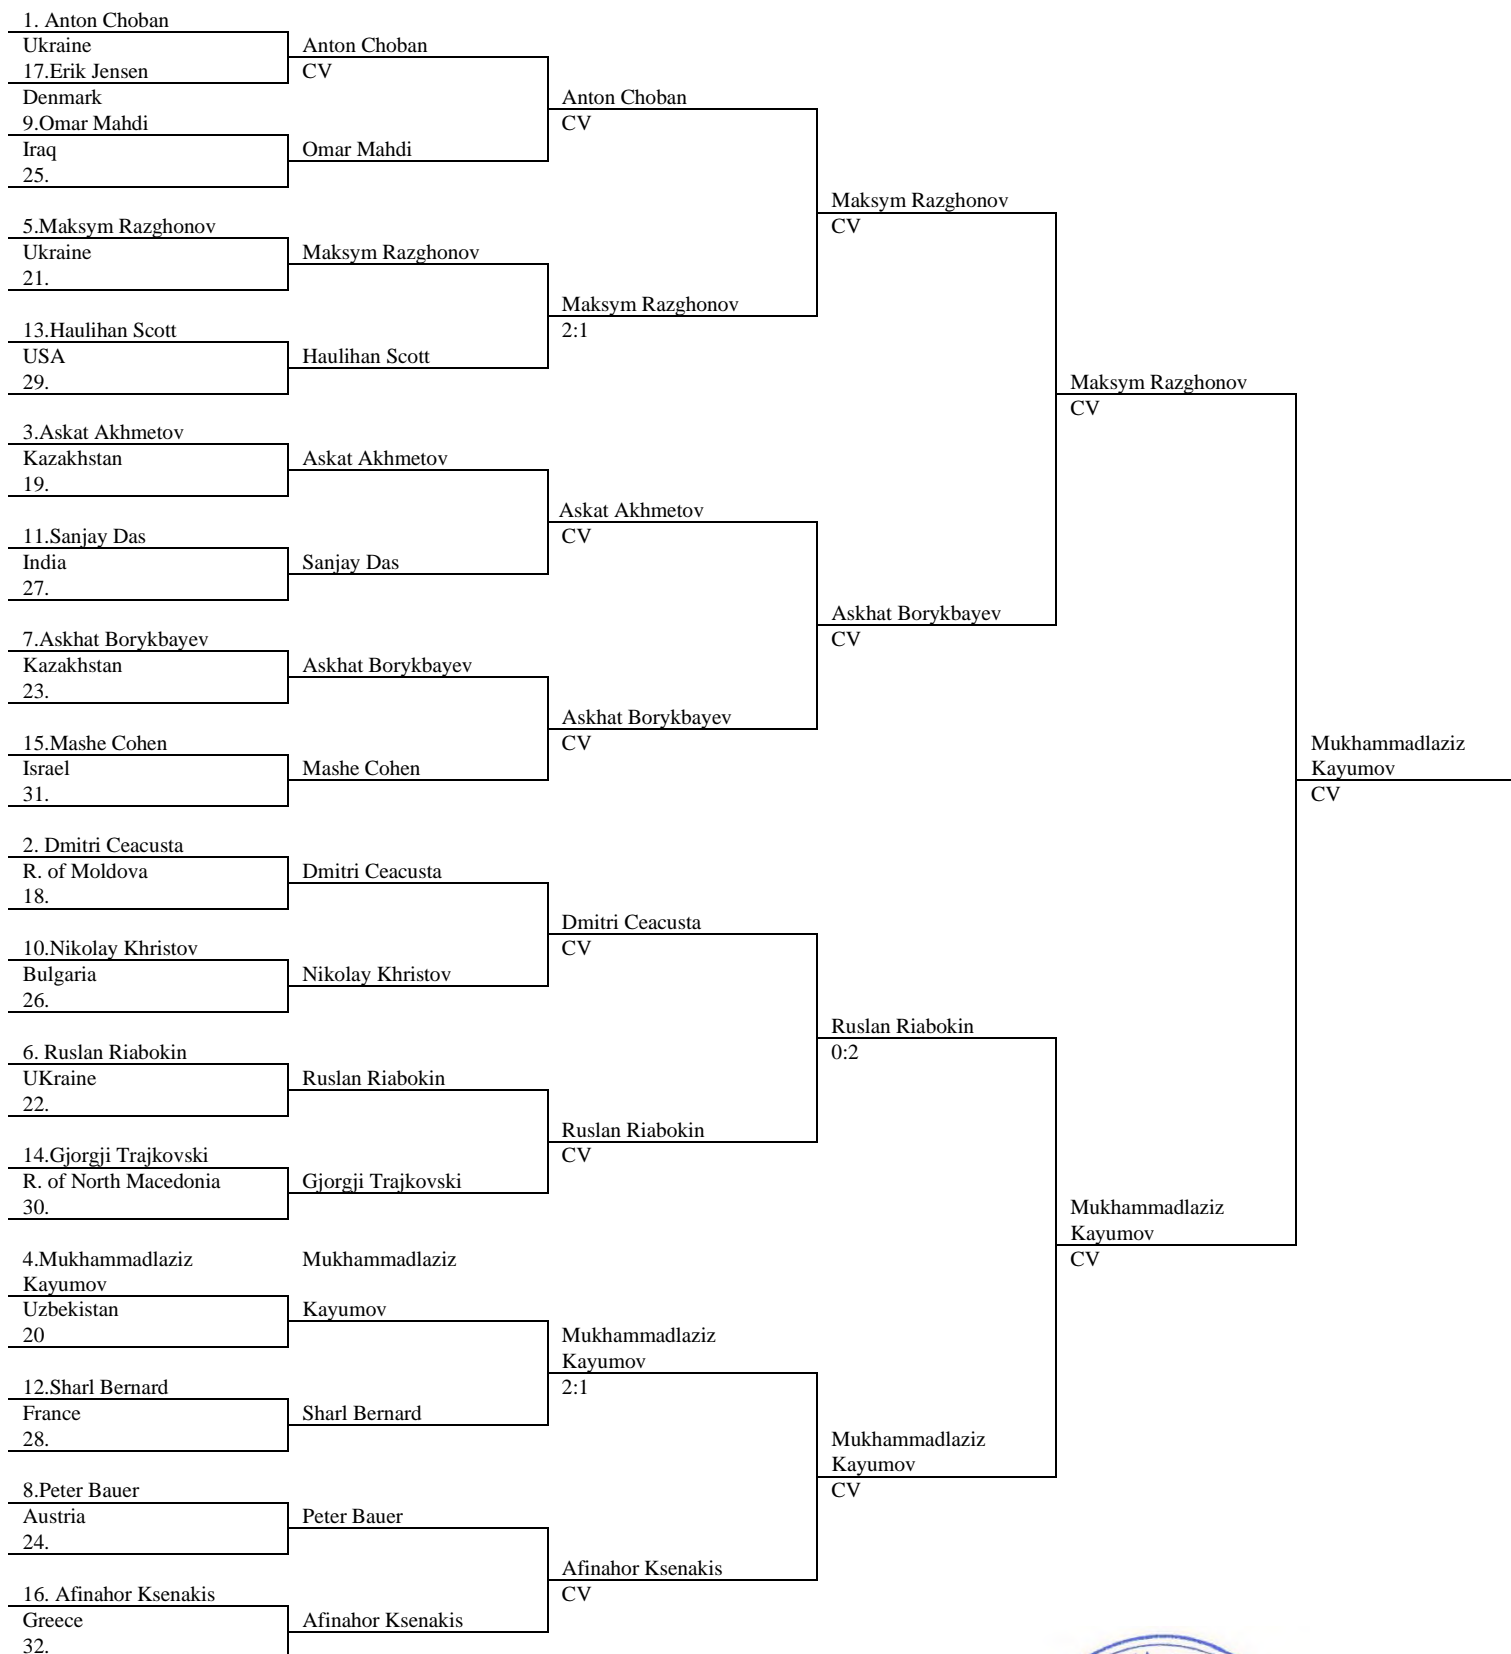 1. Anton Choban
Ukraine
17.Erik Jensen
Denmark
9.Omar Mahdi
Iraq
25.
5.Maksym Razghonov
Ukraine
21.
13.Haulihan Scott
USA
29.
3.Askat Akhmetov
Kazakhstan
19.
11.Sanjay Das
India
27.
7.Askhat Borykbayev
Kazakhstan
23.
15.Mashe Cohen
Israel
31.
2. Dmitri Ceacusta
R. of Moldova
18.
10.Nikolay Khristov
Bulgaria
26.
6. Ruslan Riabokin
UKraine
22.
14.Gjorgji Trajkovski
R. of North Macedonia
30.
4.Mukhammadlaziz
Kayumov
Uzbekistan
20
12.Sharl Bernard
France
28.
8.Peter Bauer
Austria
24.
16. Afinahor Ksenakis
Greece
32.
Anton Choban
CV
Omar Mahdi
Maksym Razghonov
Haulihan Scott
Askat Akhmetov
Sanjay Das
Askhat Borykbayev
Mashe Cohen
Dmitri Ceacusta
Nikolay Khristov
Ruslan Riabokin
Gjorgji Trajkovski
Mukhammadlaziz
Kayumov
Sharl Bernard
Peter Bauer
Afinahor Ksenakis
Anton Choban
CV
Maksym Razghonov
2:1
Askat Akhmetov
CV
Askhat Borykbayev
CV
Dmitri Ceacusta
CV
Ruslan Riabokin
CV
Mukhammadlaziz
Kayumov
2:1
Afinahor Ksenakis
CV
Maksym Razghonov
CV
Askhat Borykbayev
CV
Ruslan Riabokin
0:2
Mukhammadlaziz
Kayumov
CV
Maksym Razghonov
CV
Mukhammadlaziz
Kayumov
CV
Mukhammadlaziz
Kayumov
CV